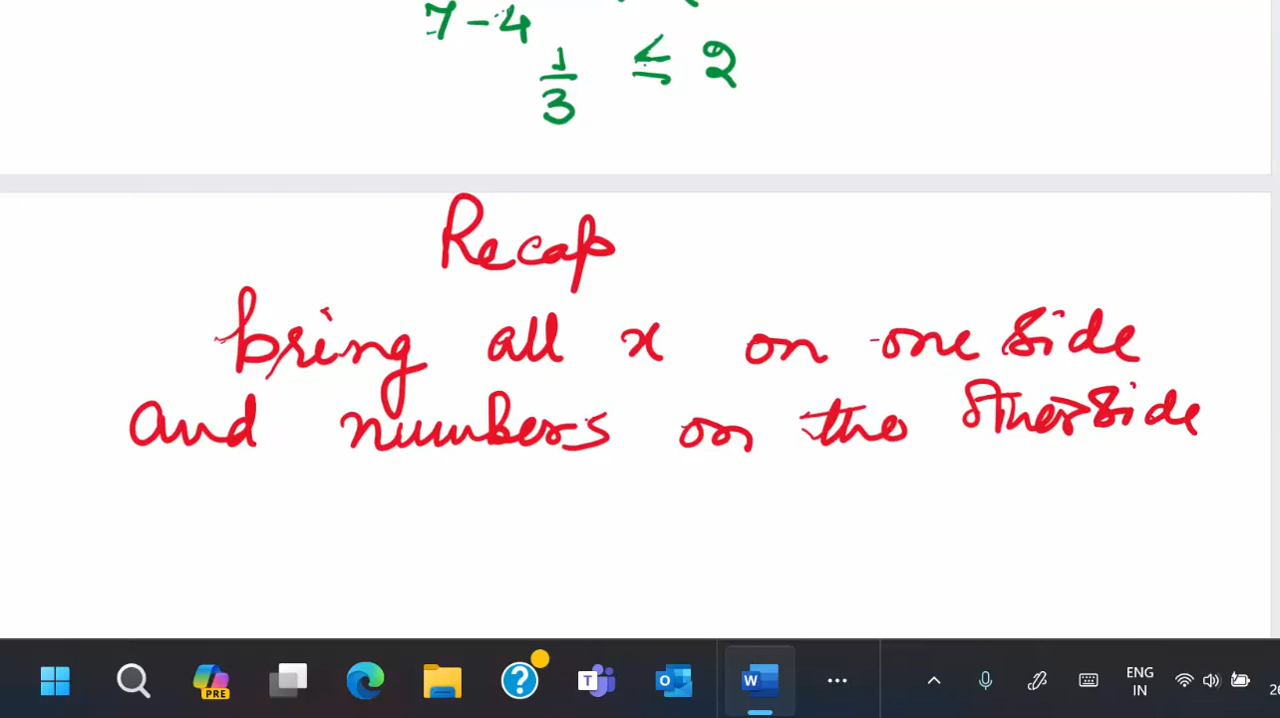 7-4
1/3 ≤ 2
Recap
bring all x on one side
and numbers on the other side
PRE
ENG
IN